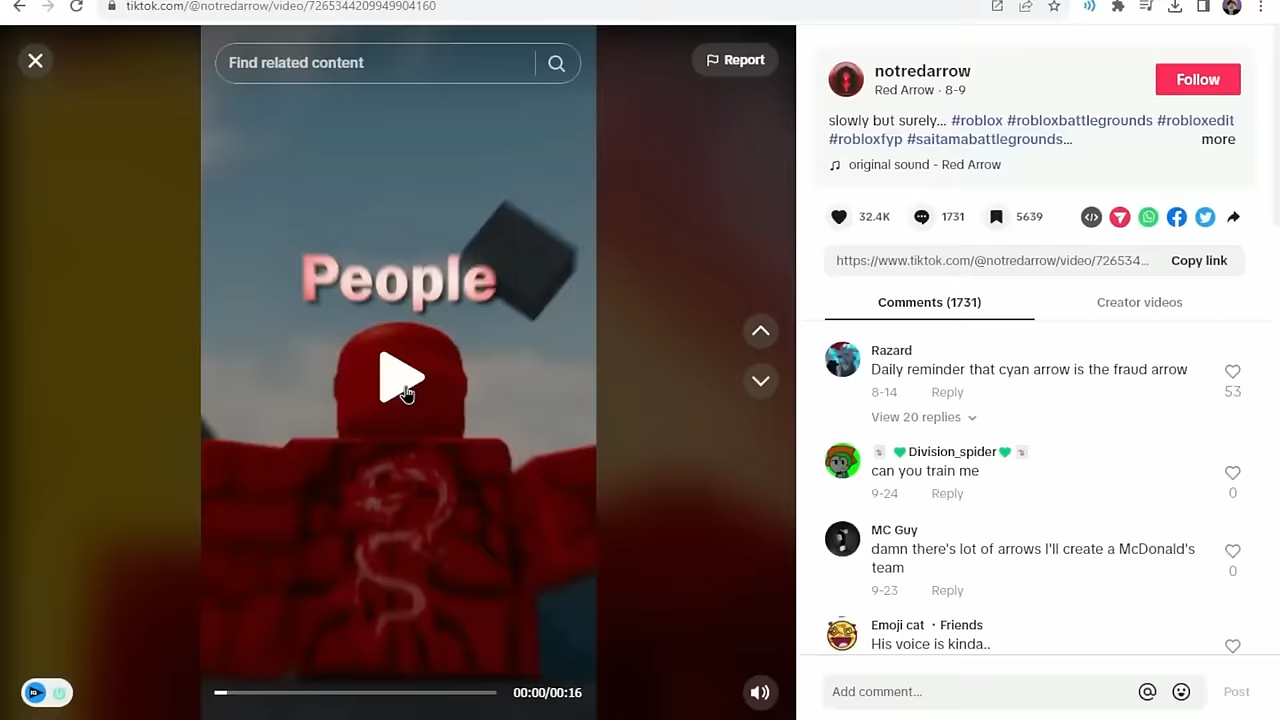 tiktok.com/@notredarrow/video/7265344209949904160
Find related content
Report
People
00:00/00:16
notredarrow
Red Arrow · 8-9
Follow
slowly but surely... #roblox #robloxbattlegrounds #robloxedit
#robloxfyp #saitamabattlegrounds...
more
original sound - Red Arrow
32.4K
1731
5639
https://www.tiktok.com/@notredarrow/video/726534...
Copy link
Comments (1731)
Creator videos
Razard
Daily reminder that cyan arrow is the fraud arrow
8-14
Reply
53
View 20 replies
Division_spider
can you train me
9-24
Reply
0
MC Guy
damn there's lot of arrows I'll create a McDonald's
team
9-23
Reply
0
Emoji cat · Friends
His voice is kinda..
Add comment...
Post